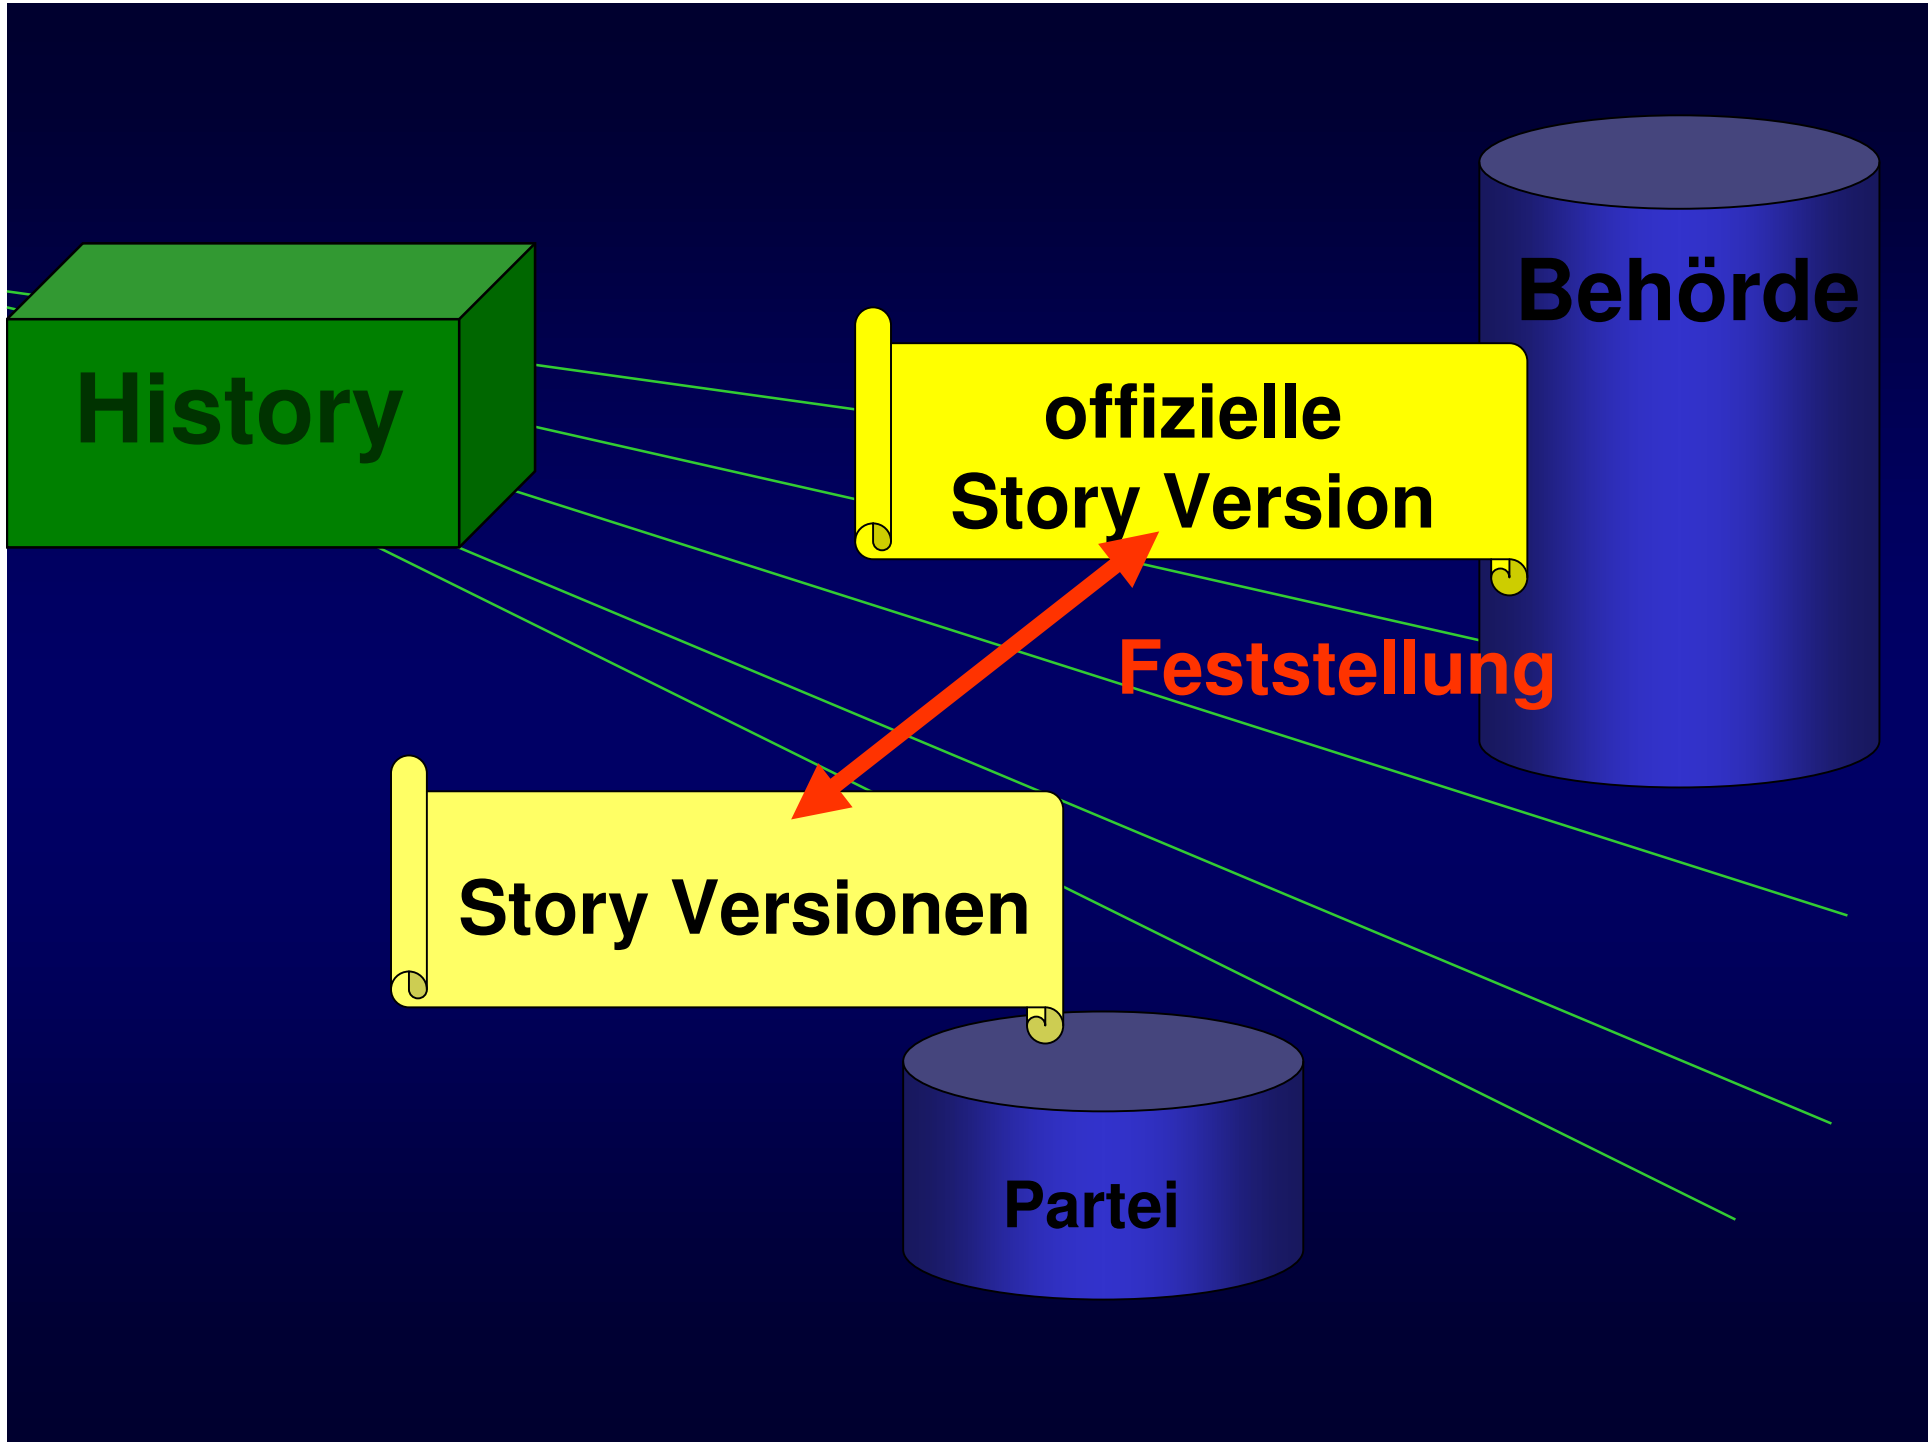 Behörde
History
offizielle
Story Version
Feststellung
Story Versionen
Partei